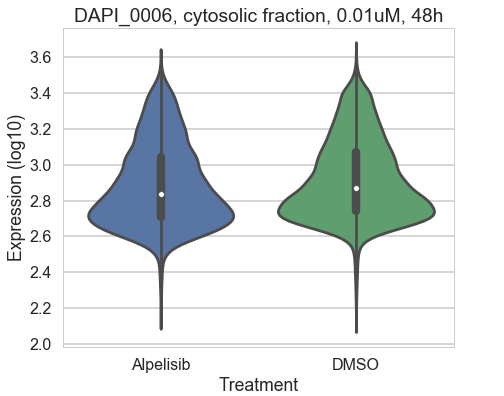 DAPI_0006, cytosolic fraction, 0.01uM, 48h
Expression (log10)
3.6
3.4
3.2
3.0
2.8
2.6
2.4
2.2
2.0
Alpelisib DMSO
Treatment